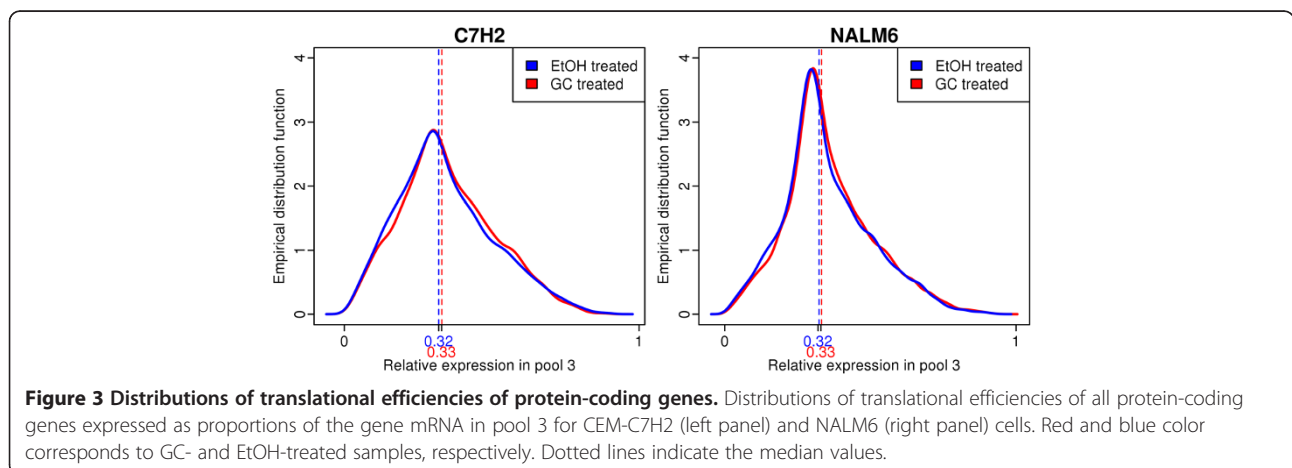 C7H2
Empirical distribution function
4
3
2
1
0
EtOH treated
GC treated
0
0.32
0.33
1
Relative expression in pool 3
NALM6
Empirical distribution function
4
3
2
1
0
EtOH treated
GC treated
0
0.32
0.33
1
Relative expression in pool 3
Figure 3 Distributions of translational efficiencies of protein-coding genes. Distributions of translational efficiencies of all protein-coding
genes expressed as proportions of the gene mRNA in pool 3 for CEM-C7H2 (left panel) and NALM6 (right panel) cells. Red and blue color
corresponds to GC- and EtOH-treated samples, respectively. Dotted lines indicate the median values.